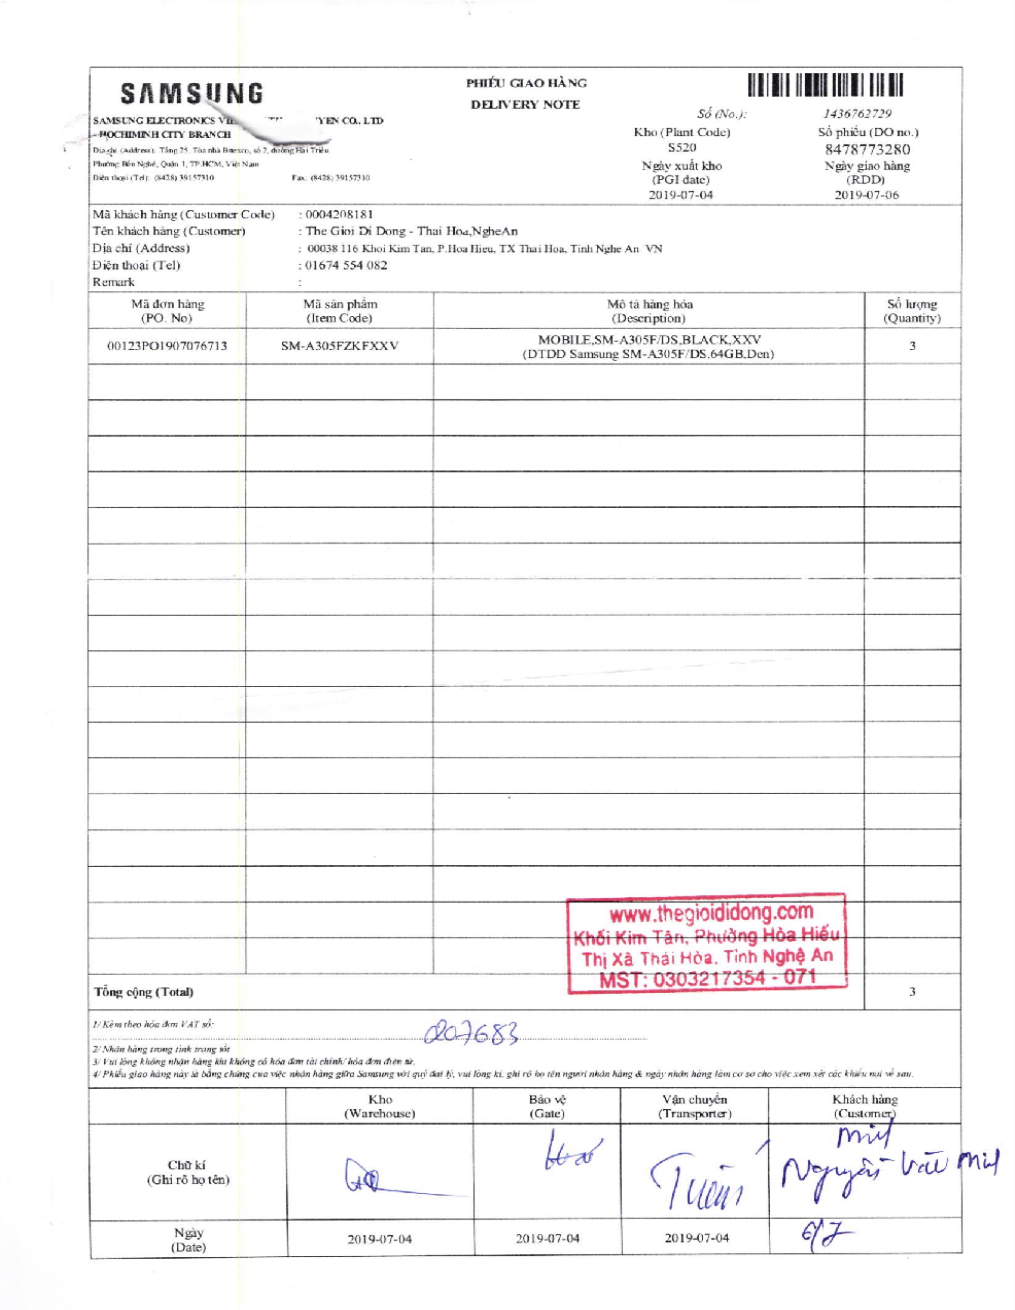 SAMSUNG
SAMSUNG ELECTRONICS YEN CO., LTD
- HOCHIMINH CITY BRANCH
Địa chỉ (Address): Tầng 25, Tòa nhà Bitexco, số 2, đường Hải Triều
Phường Bến Nghé, Quận 1, TP.HCM, Việt Nam
Điện thoại (Tel): (8428) 39157310 Fax: (8428) 39157310
PHIẾU GIAO HÀNG
DELIVERY NOTE
Số (No.): 1436762729
Kho (Plant Code) Số phiếu (DO no.)
S520 8478773280
Ngày xuất kho Ngày giao hàng
(PGI date) (RDD)
2019-07-04 2019-07-06
Mã khách hàng (Customer Code) : 0004208181
Tên khách hàng (Customer) : The Gioi Di Dong - Thai Hoa,NgheAn
Địa chỉ (Address) : 00038 116 Khoi Kim Tan, P.Hoa Hieu, TX Thai Hoa, Tinh Nghe An VN
Điện thoại (Tel) : 01674 554 082
Remark :
Mã đơn hàng Mã sản phẩm Mô tả hàng hóa Số lượng
(PO. No) (Item Code) (Description) (Quantity)
00123PO1907076713 SM-A305FZKFXXV MOBILE,SM-A305F/DS,BLACK,XXV 3
(DTDD Samsung SM-A305F/DS,64GB,Den)
www.thegioididong.com
Khối Kim Tân, Phường Hòa Hiếu
Thị Xã Thái Hòa, Tỉnh Nghệ An
MST: 0303217354 - 071
Tổng cộng (Total) 3
1/ Kèm theo hóa đơn VAT số: 0207683
2/ Nhận hàng trong tình trạng tốt
3/ Vui lòng không nhận hàng khi không có hóa đơn tài chính/ hóa đơn điện tử.
4/ Phiếu giao hàng này là bằng chứng của việc nhận hàng giữa Samsung với quý đại lý, vui lòng kí, ghi rõ họ tên người nhận hàng & ngày nhận hàng làm cơ sở cho việc xem xét các khiếu nại về sau.
Kho Bảo vệ Vận chuyển Khách hàng
(Warehouse) (Gate) (Transporter) (Customer)
Chữ kí
(Ghi rõ họ tên)
Nguyễn Văn
Ngày 2019-07-04 2019-07-04 2019-07-04 6/7
(Date)